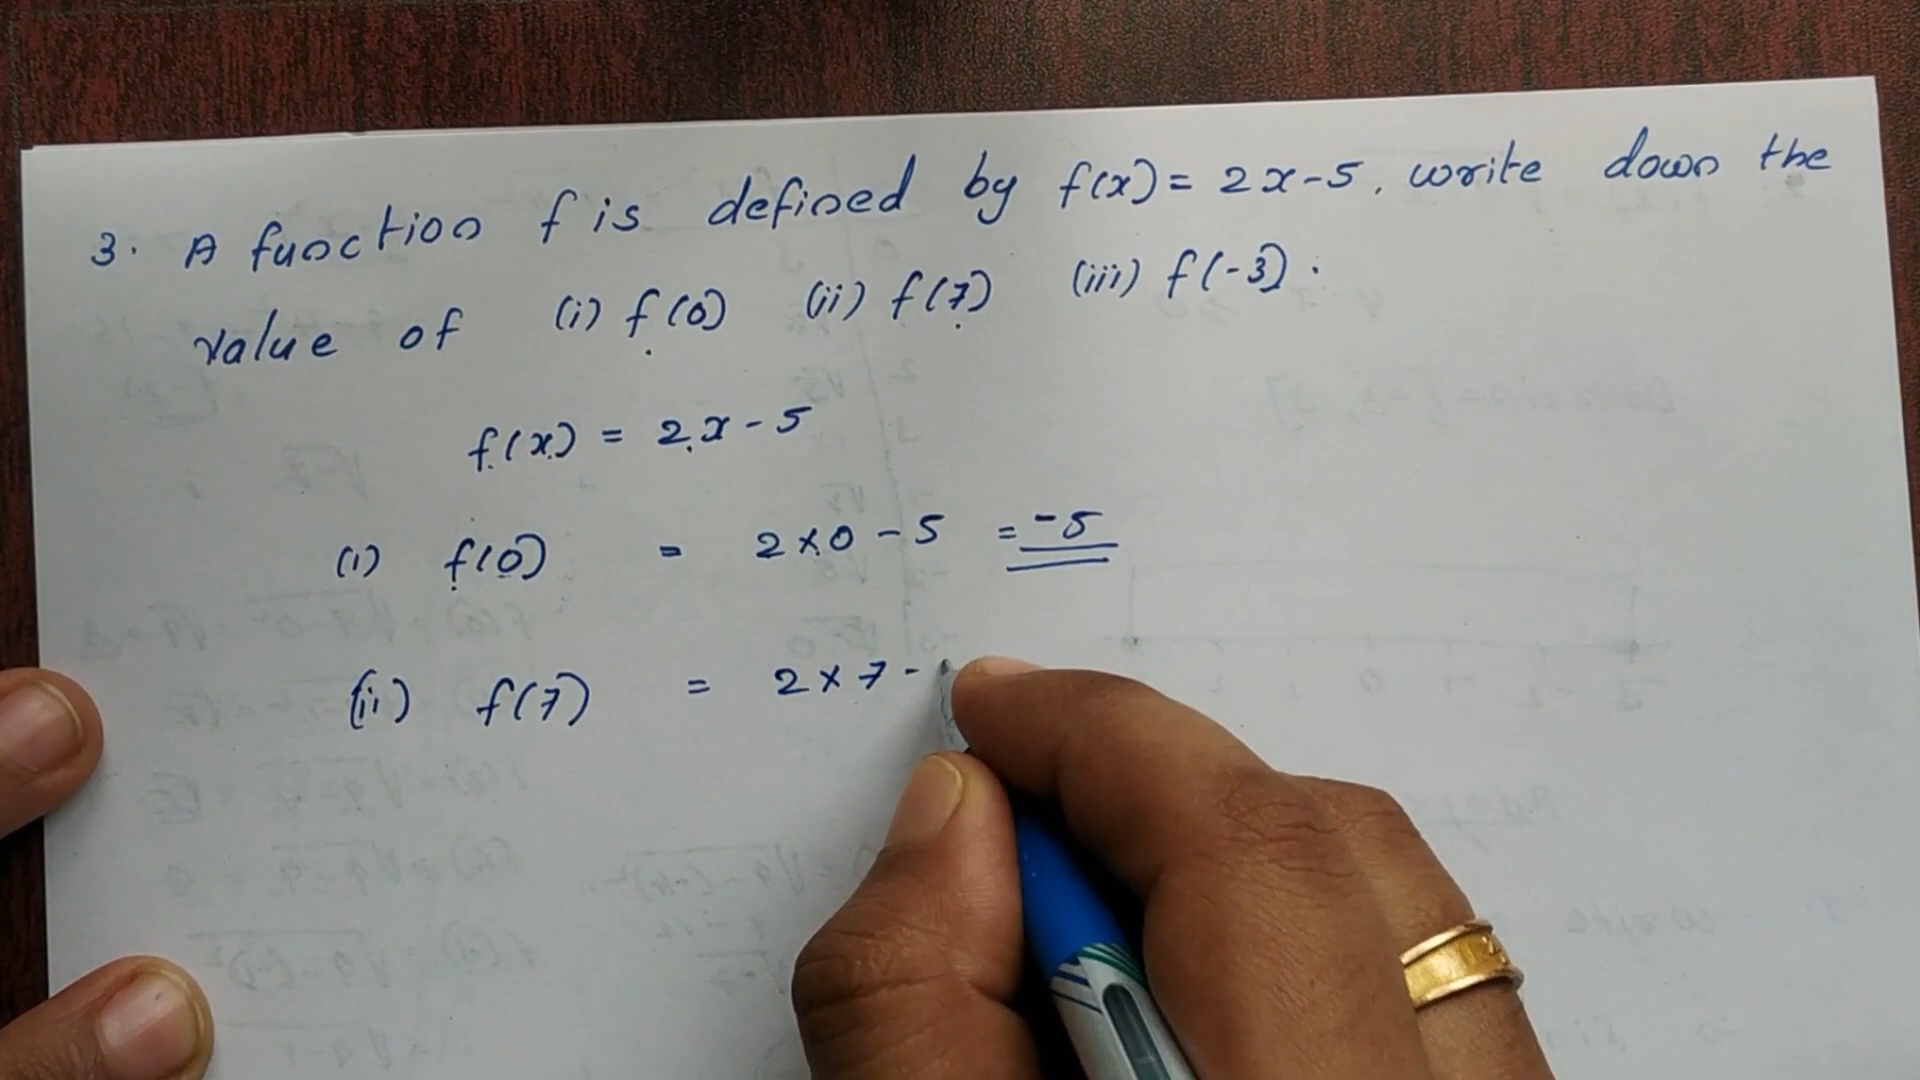 3. A function f is defined by f(x) = 2x-5. write down the
value of (i) f(0) (ii) f(7) (iii) f(-3).
f(x) = 2x - 5
(i) f(0) = 2×0 - 5 = -5
(ii) f(7) = 2×7 -